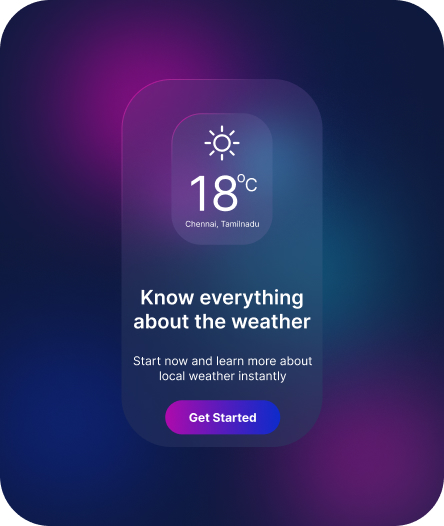 18°C
Chennai, Tamilnadu
Know everything
about the weather
Start now and learn more about
local weather instantly
Get Started